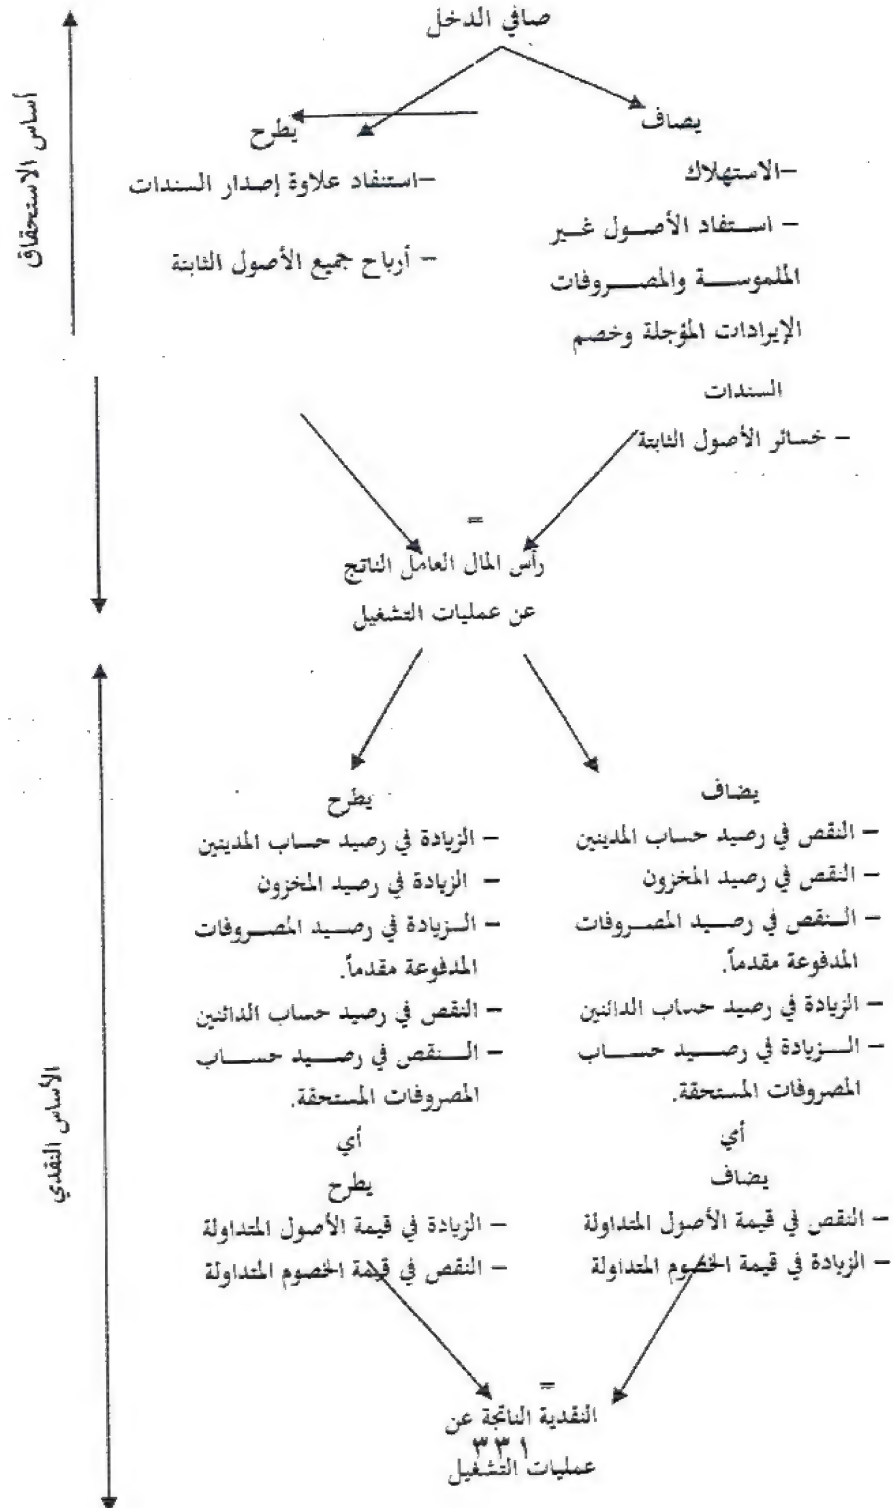 صافي الدخل
يضاف
-الاستهلاك
- استفاد الأصول غير
الملموسة والمصروفات
الإيرادات المؤجلة وخصم
السندات
- خسائر الأصول الثابتة
يطرح
-استنفاد علاوة إصدار السندات
- أرباح جميع الأصول الثابتة
أساس الاستحقاق
=
رأس المال العامل الناتج
عن عمليات التشغيل
يضاف
- النقص في رصيد حساب المدينين
- النقص في رصيد المخزون
- النقص في رصيد المصروفات
المدفوعة مقدماً.
- الزيادة في رصيد حساب الدائنين
- الزيادة في رصيد حساب
المصروفات المستحقة.
أي
يضاف
- النقص في قيمة الأصول المتداولة
- الزيادة في قيمة الخصوم المتداولة
يطرح
- الزيادة في رصيد حساب المدينين
- الزيادة في رصيد المخزون
- الزيادة في رصيد المصروفات
المدفوعة مقدماً.
- النقص في رصيد حساب الدائنين
- النقص في رصيد حساب
المصروفات المستحقة.
أي
يطرح
- الزيادة في قيمة الأصول المتداولة
- النقص في قيمة الخصوم المتداولة
الأساس النقدي
=
النقدية الناتجة عن
٣٣١
عمليات التشغيل